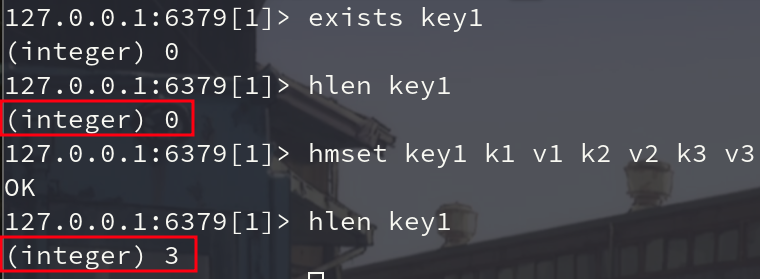 127.0.0.1:6379[1]> exists key1
(integer) 0
127.0.0.1:6379[1]> hlen key1
(integer) 0
127.0.0.1:6379[1]> hmset key1 k1 v1 k2 v2 k3 v3
OK
127.0.0.1:6379[1]> hlen key1
(integer) 3